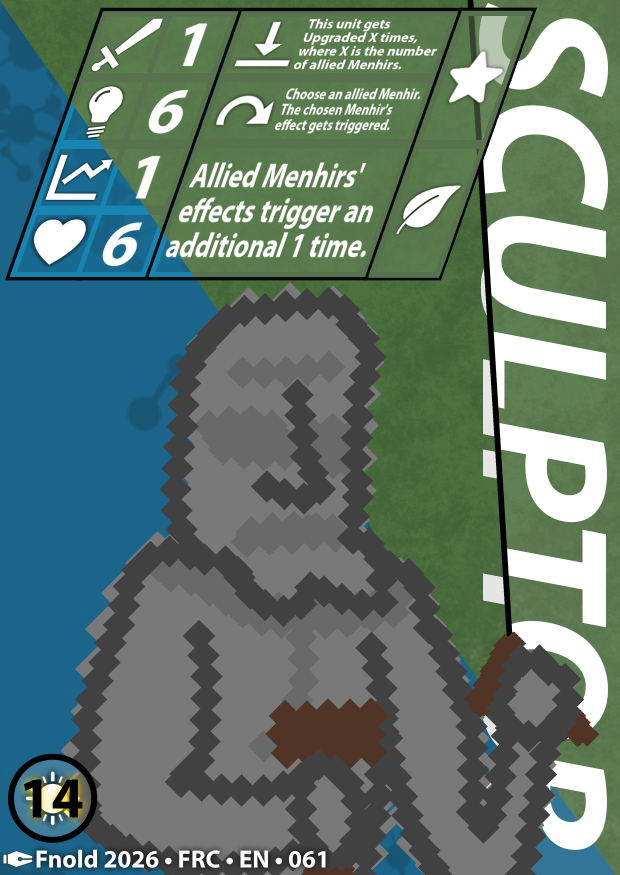 1
This unit gets
Upgraded X times,
where X is the number
of allied Menhirs.
6
Choose an allied Menhir.
The chosen Menhir's
effect gets triggered.
1
6
Allied Menhirs'
effects trigger an
additional 1 time.
SCULPTOR
14
Fnold 2026 • FRC • EN • 061